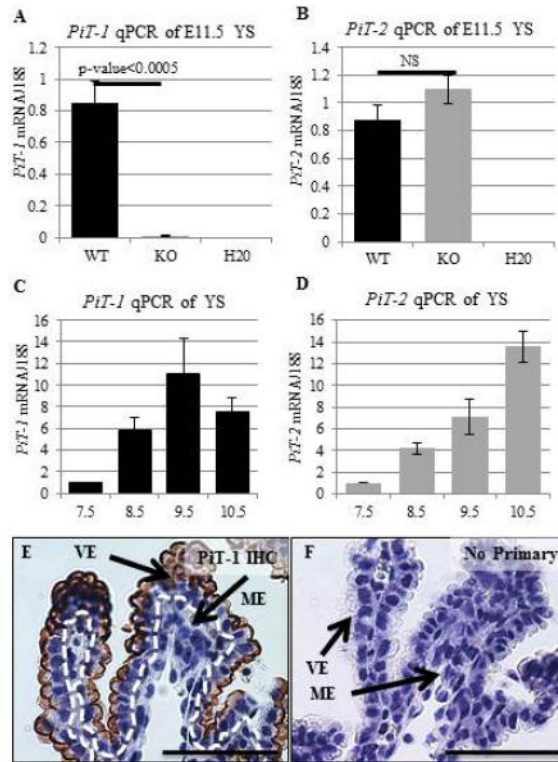 A PiT-1 qPCR of E11.5 YS
p-value<0.0005
PiT-1 mRNA/18S
1
0.8
0.6
0.4
0.2
0
WT KO H20
B PiT-2 qPCR of E11.5 YS
NS
PiT-2 mRNA/18S
1.4
1.2
1
0.8
0.6
0.4
0.2
0
WT KO H20
C PiT-1 qPCR of YS
PiT-1 mRNA/18S
16
14
12
10
8
6
4
2
0
7.5 8.5 9.5 10.5
D PiT-2 qPCR of YS
PiT-2 mRNA/18S
16
14
12
10
8
6
4
2
0
7.5 8.5 9.5 10.5
E VE PiT-1 IHC
ME
F No Primary
VE
ME